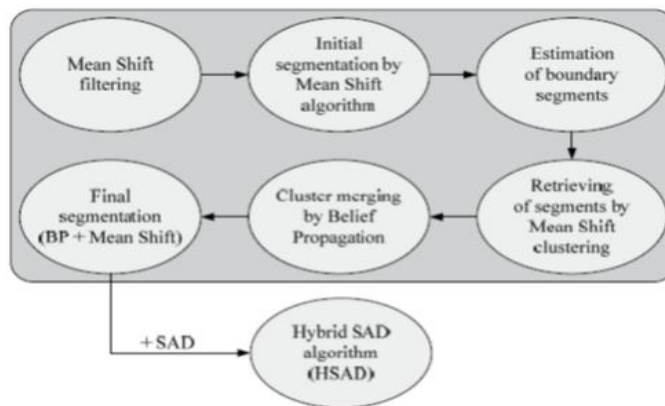 Mean Shift
filtering
Initial
segmentation by
Mean Shift
algorithm
Estimation
of boundary
segments
Retrieving
of segments by
Mean Shift
clustering
Cluster merging
by Belief
Propagation
Final
segmentation
(BP + Mean Shift)
+ SAD
Hybrid SAD
algorithm
(HSAD)